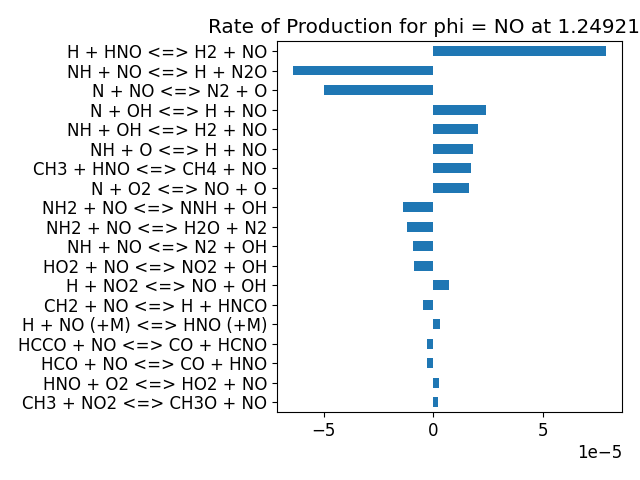 Rate of Production for phi = NO at 1.24921
H + HNO <=> H2 + NO
NH + NO <=> H + N2O
N + NO <=> N2 + O
N + OH <=> H + NO
NH + OH <=> H2 + NO
NH + O <=> H + NO
CH3 + HNO <=> CH4 + NO
N + O2 <=> NO + O
NH2 + NO <=> NNH + OH
NH2 + NO <=> H2O + N2
NH + NO <=> N2 + OH
HO2 + NO <=> NO2 + OH
H + NO2 <=> NO + OH
CH2 + NO <=> H + HNCO
H + NO (+M) <=> HNO (+M)
HCCO + NO <=> CO + HCNO
HCO + NO <=> CO + HNO
HNO + O2 <=> HO2 + NO
CH3 + NO2 <=> CH3O + NO
−5 0 5
1e−5